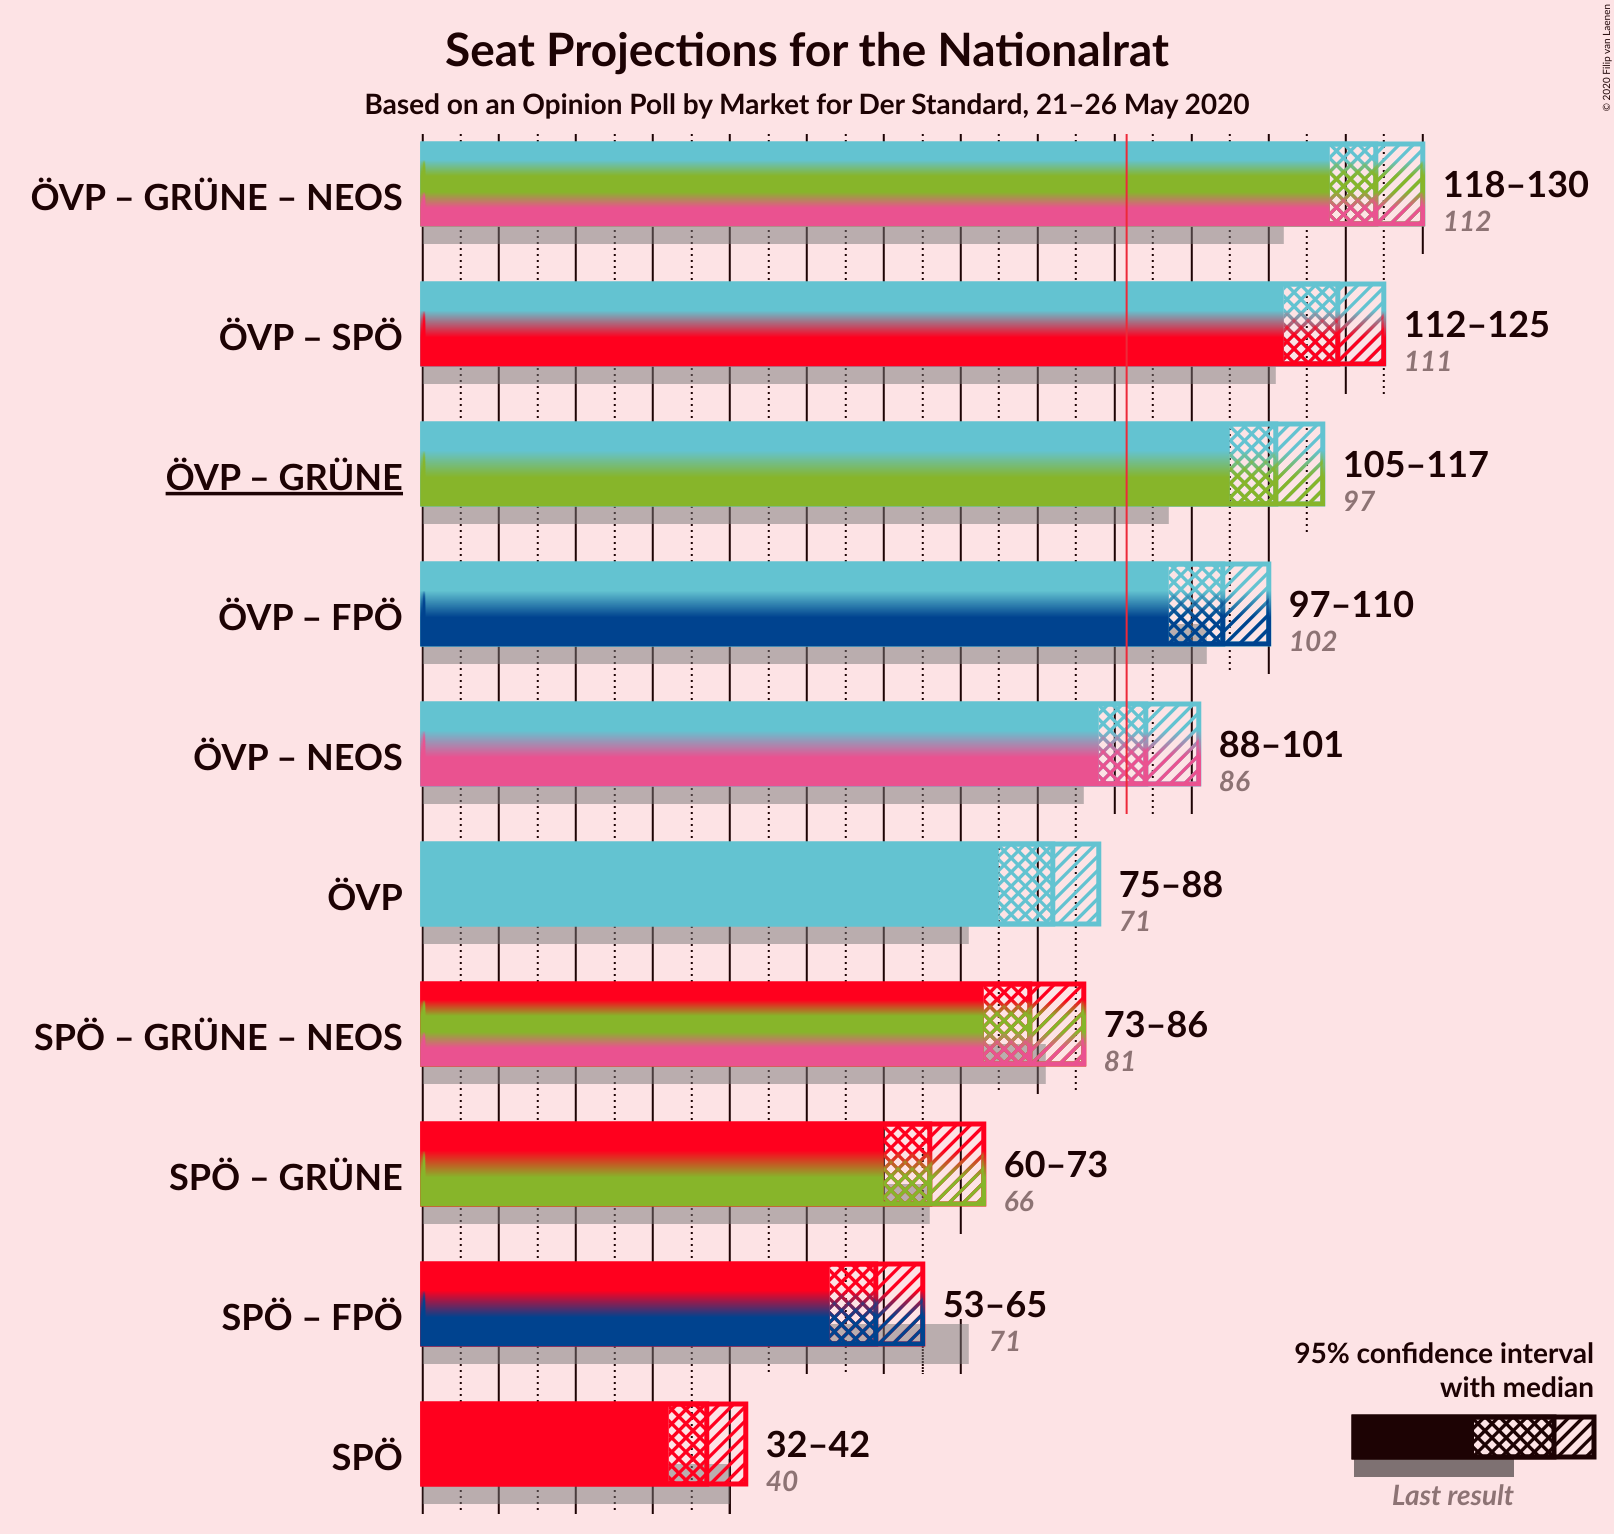 Seat Projections for the Nationalrat
Based on an Opinion Poll by Market for Der Standard, 21–26 May 2020
© 2020 Filip van Laenen
ÖVP – GRÜNE – NEOS
118–130
112
ÖVP – SPÖ
112–125
111
ÖVP – GRÜNE
105–117
97
ÖVP – FPÖ
97–110
102
ÖVP – NEOS
88–101
86
ÖVP
75–88
71
SPÖ – GRÜNE – NEOS
73–86
81
SPÖ – GRÜNE
60–73
66
SPÖ – FPÖ
53–65
71
SPÖ
32–42
40
95% confidence interval
with median
Last result